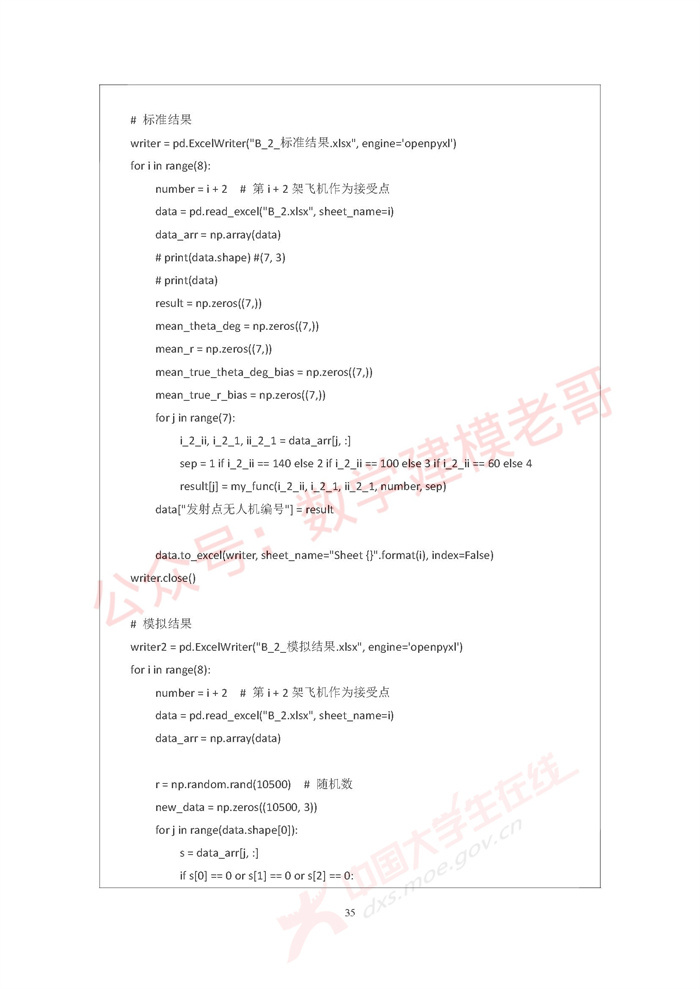 # 标准结果
writer = pd.ExcelWriter("B_2_标准结果.xlsx", engine='openpyxl')
for i in range(8):
    number = i + 2    # 第 i + 2 架飞机作为接受点
    data = pd.read_excel("B_2.xlsx", sheet_name=i)
    data_arr = np.array(data)
    # print(data.shape) #(7, 3)
    # print(data)
    result = np.zeros((7,))
    mean_theta_deg = np.zeros((7,))
    mean_r = np.zeros((7,))
    mean_true_theta_deg_bias = np.zeros((7,))
    mean_true_r_bias = np.zeros((7,))
    for j in range(7):
        i_2_ii, i_2_1, ii_2_1 = data_arr[j, :]
        sep = 1 if i_2_ii == 140 else 2 if i_2_ii == 100 else 3 if i_2_ii == 60 else 4
        result[j] = my_func(i_2_ii, i_2_1, ii_2_1, number, sep)
    data["发射点无人机编号"] = result
    data.to_excel(writer, sheet_name="Sheet {}".format(i), index=False)
writer.close()
# 模拟结果
writer2 = pd.ExcelWriter("B_2_模拟结果.xlsx", engine='openpyxl')
for i in range(8):
    number = i + 2    # 第 i + 2 架飞机作为接受点
    data = pd.read_excel("B_2.xlsx", sheet_name=i)
    data_arr = np.array(data)
    r = np.random.rand(10500)    # 随机数
    new_data = np.zeros((10500, 3))
    for j in range(data.shape[0]):
        s = data_arr[j, :]
        if s[0] == 0 or s[1] == 0 or s[2] == 0:
35
公众号：数学建模老哥
中国大学生在线
dxs.moe.gov.cn